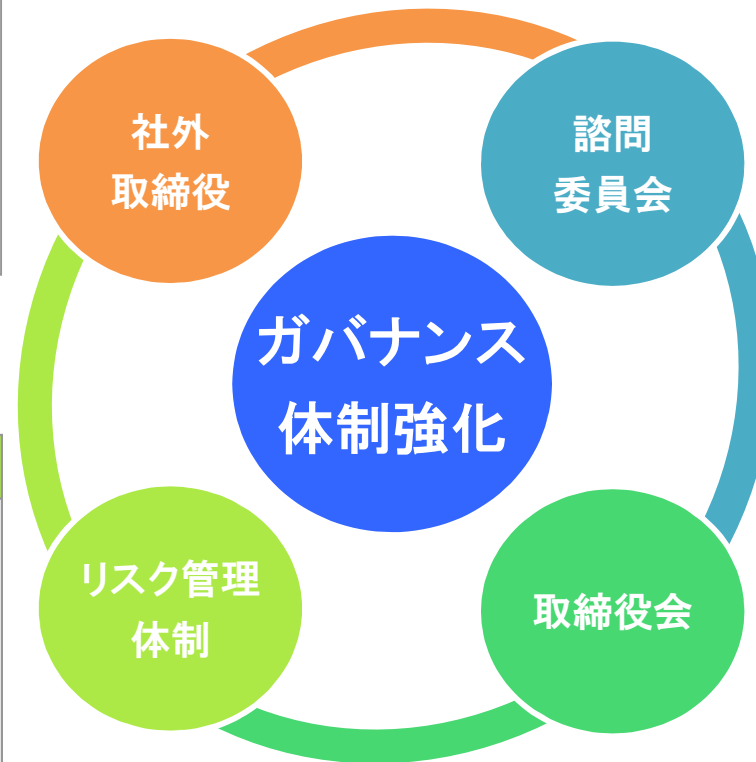 社外
取締役
諮問
委員会
ガバナンス
体制強化
リスク管理
体制
取締役会